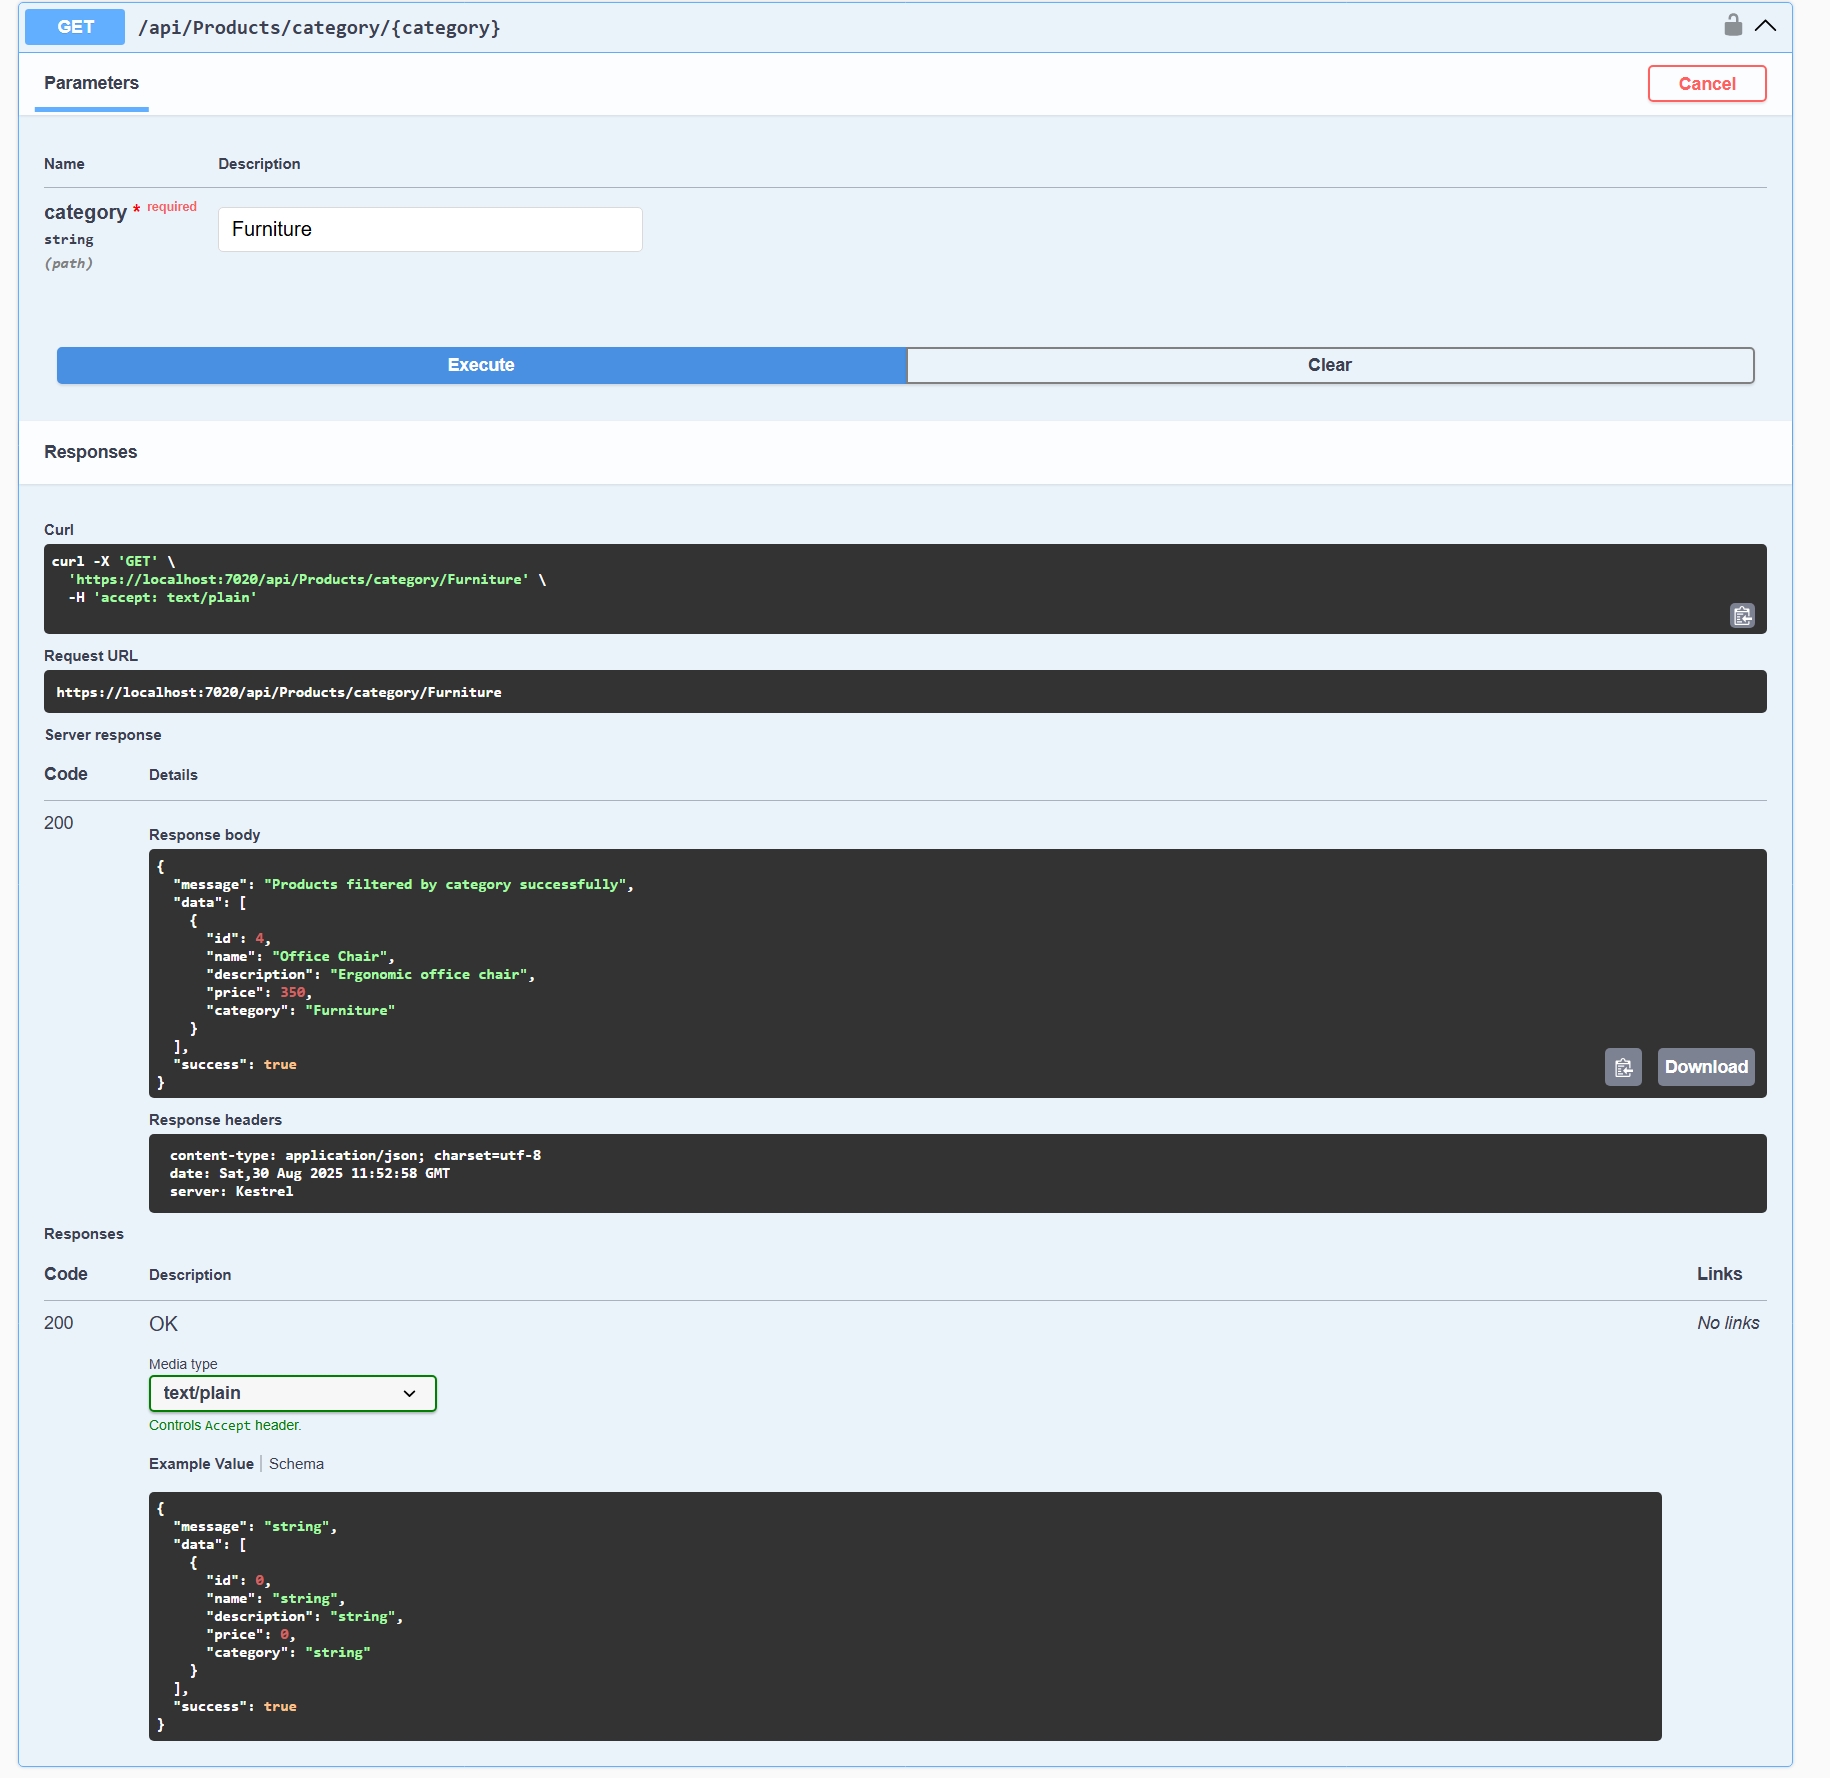 GET /api/Products/category/{category}
Parameters
Cancel
Name Description
category * required
string
(path)
Furniture
Execute Clear
Responses
Curl
curl -X 'GET' \
  'https://localhost:7020/api/Products/category/Furniture' \
  -H 'accept: text/plain'
Request URL
https://localhost:7020/api/Products/category/Furniture
Server response
Code Details
200
Response body
{
  "message": "Products filtered by category successfully",
  "data": [
    {
      "id": 4,
      "name": "Office Chair",
      "description": "Ergonomic office chair",
      "price": 350,
      "category": "Furniture"
    }
  ],
  "success": true
}
Download
Response headers
content-type: application/json; charset=utf-8
date: Sat,30 Aug 2025 11:52:58 GMT
server: Kestrel
Responses
Code Description Links
200 OK No links
Media type
text/plain
Controls Accept header.
Example Value Schema
{
  "message": "string",
  "data": [
    {
      "id": 0,
      "name": "string",
      "description": "string",
      "price": 0,
      "category": "string"
    }
  ],
  "success": true
}